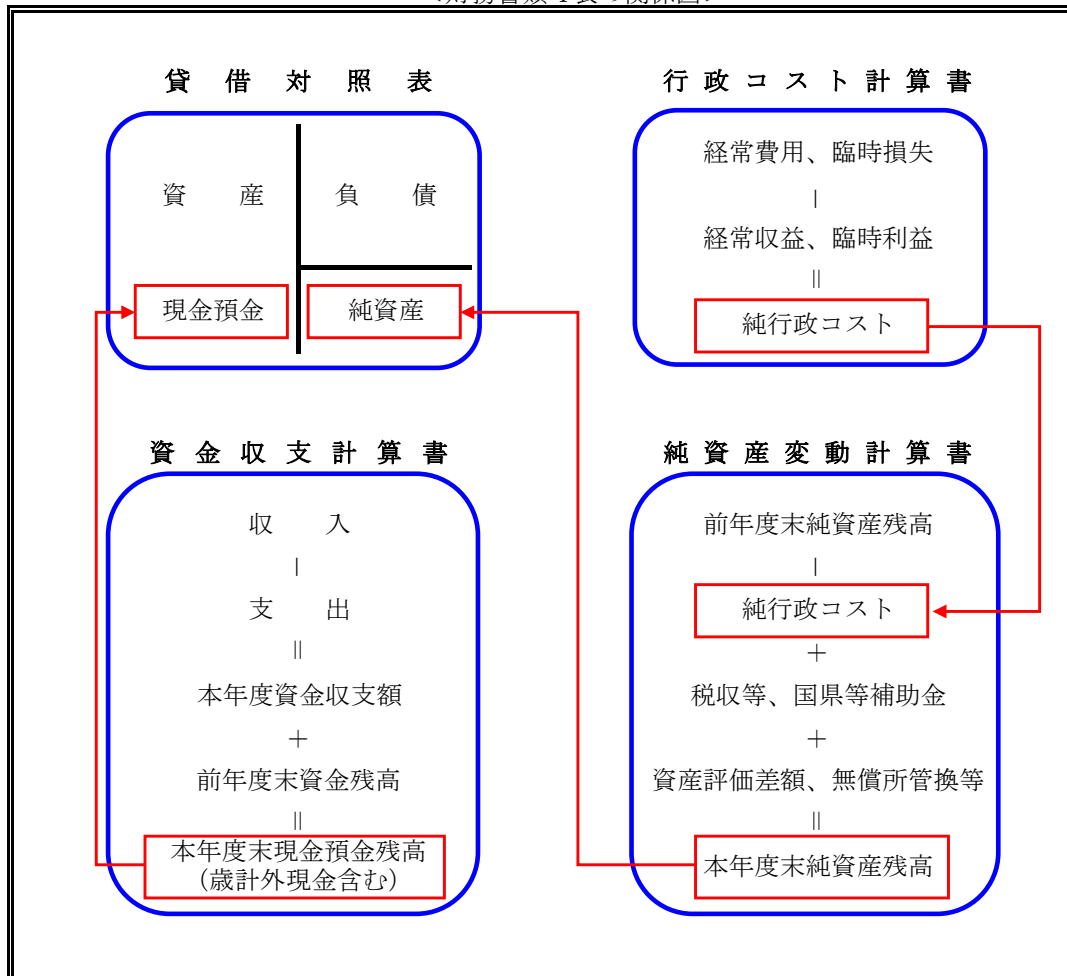 貸借対照表
資産
負債
現金預金
純資産
行政コスト計算書
経常費用、臨時損失
－
経常収益、臨時利益
＝
純行政コスト
資金収支計算書
収入
－
支出
＝
本年度資金収支額
＋
前年度末資金残高
＝
本年度末現金預金残高
（歳計外現金含む）
純資産変動計算書
前年度末純資産残高
－
純行政コスト
＋
税収等、国県等補助金
＋
資産評価差額、無償所管換等
＝
本年度末純資産残高